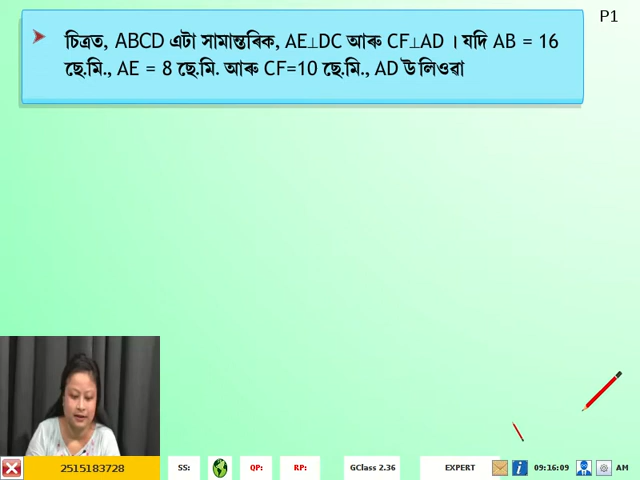 P1
চিত্ৰত, ABCD এটা সামান্তৰিক, AE⊥DC আৰু CF⊥AD । যদি AB = 16
ছে.মি., AE = 8 ছে.মি. আৰু CF=10 ছে.মি., AD উলিওৱা
2515183728
SS:
QP:
RP:
GClass 2.36
EXPERT
09:16:09
AM